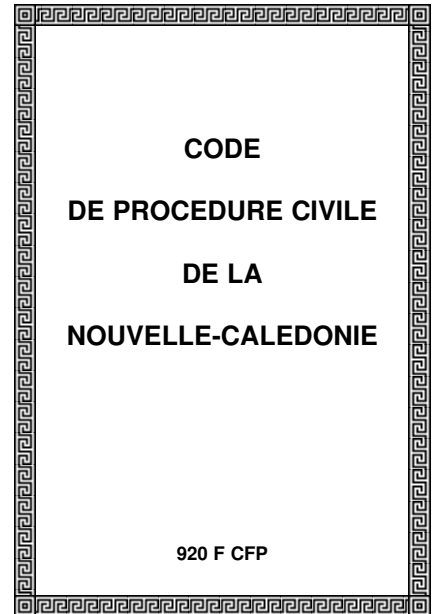 CODE
DE PROCEDURE CIVILE
DE LA
NOUVELLE-CALEDONIE
920 F CFP